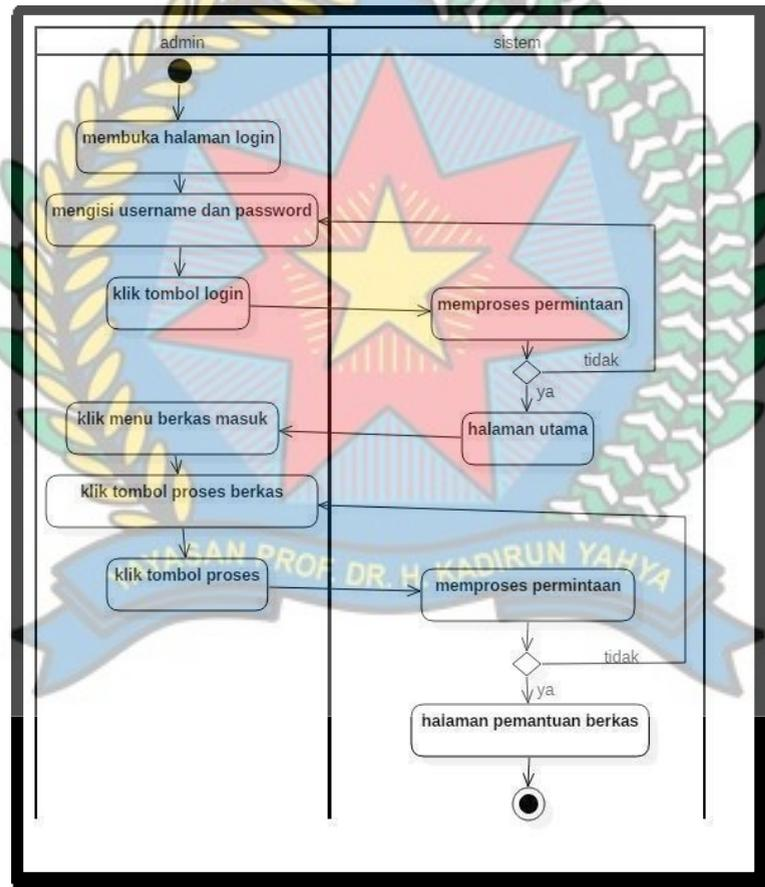 admin
sistem
membuka halaman login
mengisi username dan password
klik tombol login
memproses permintaan
tidak
ya
klik menu berkas masuk
halaman utama
klik tombol proses berkas
YAYASAN PROF. DR. H. KADIRUN YAHYA
klik tombol proses
memproses permintaan
tidak
ya
halaman pemantuan berkas